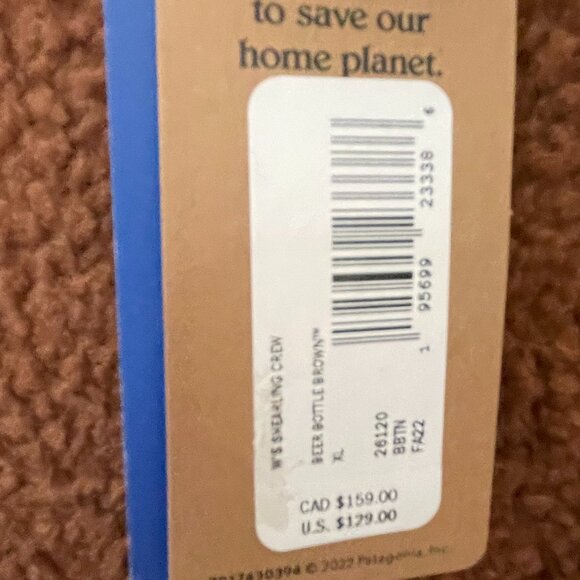 to save our
home planet.
W'S SHEARLING CREW
BEER BOTTLE BROWN™
XL
26120
BBTN
FA22
1 95699 23338 6
CAD $159.00
U.S. $129.00
© 2022 Patagonia, Inc.